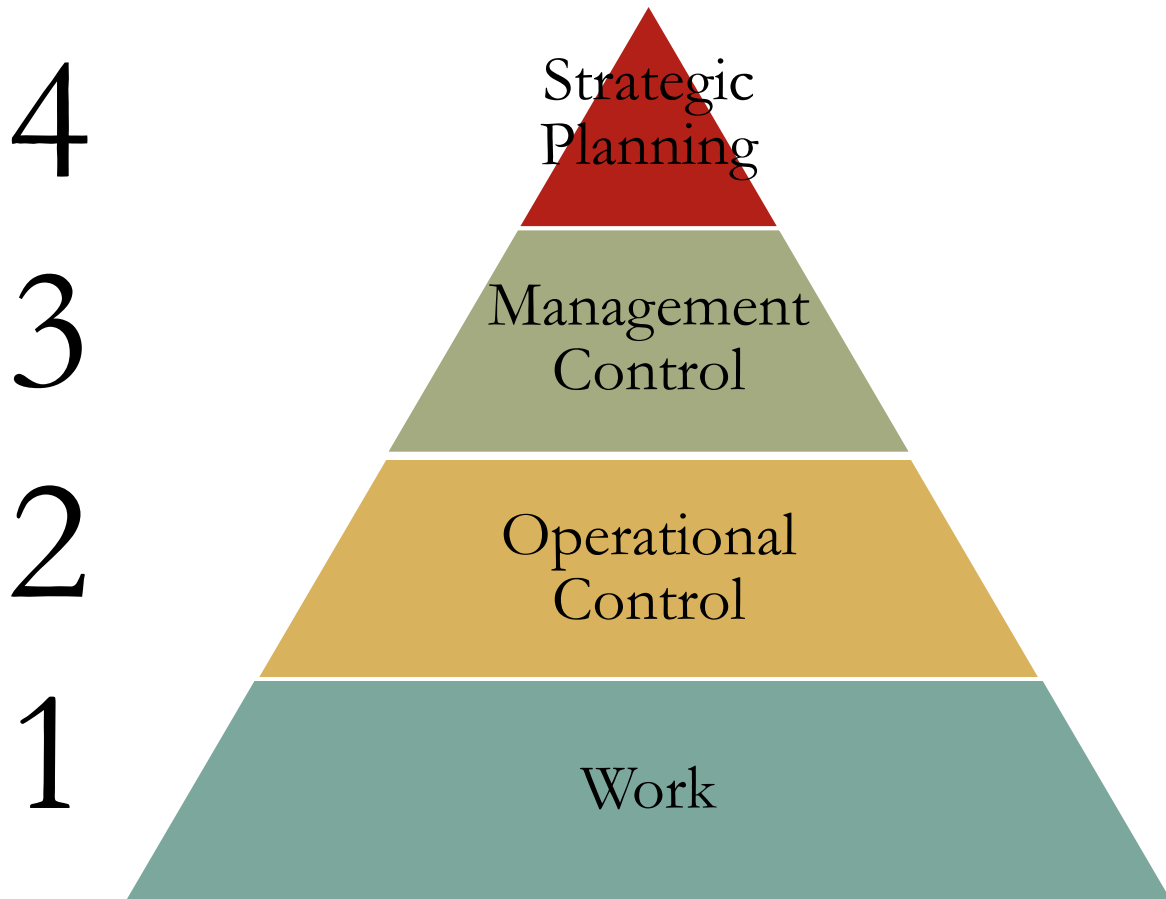 4
Strategic
Planning
3
Management
Control
2
Operational
Control
1
Work